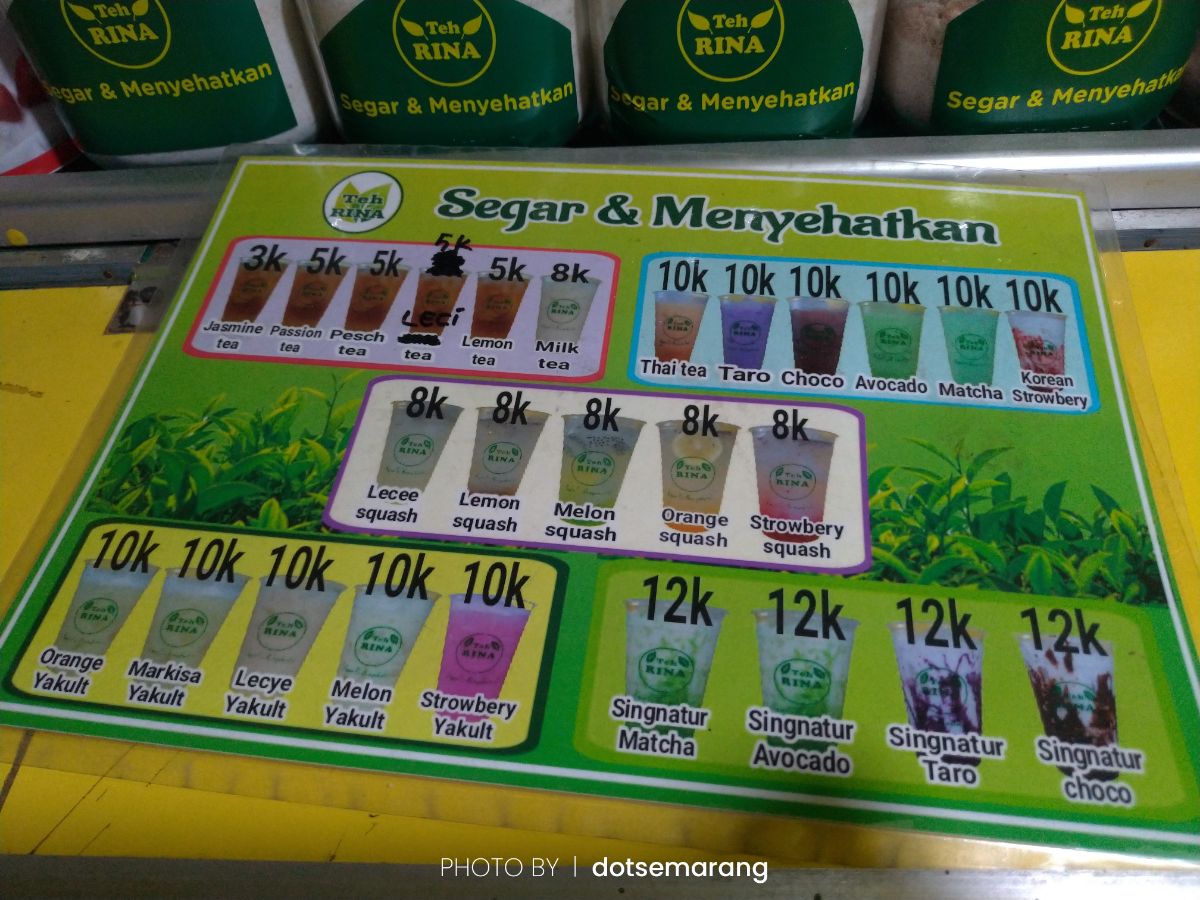 Teh
RINA
Segar & Menyehatkan
Teh
RINA
Segar & Menyehatkan
Teh
RINA
Segar & Menyehatkan
Teh
RINA
Segar & Menyehatkan
Teh
RINA
Segar & Menyehatkan
3k 5k 5k 5k 5k 8k
Jasmine tea
Passion tea
Pesch tea
LECI tea
Lemon tea
Milk tea
10k 10k 10k 10k 10k 10k
Thai tea
Taro
Choco
Avocado
Matcha
Korean Strowbery
8k 8k 8k 8k 8k
Lecee squash
Lemon squash
Melon squash
Orange squash
Strowbery squash
10k 10k 10k 10k 10k
Orange Yakult
Markisa Yakult
Lecye Yakult
Melon Yakult
Strowbery Yakult
12k 12k 12k 12k
Singnatur Matcha
Singnatur Avocado
Singnatur Taro
Singnatur choco
PHOTO BY | dotsemarang